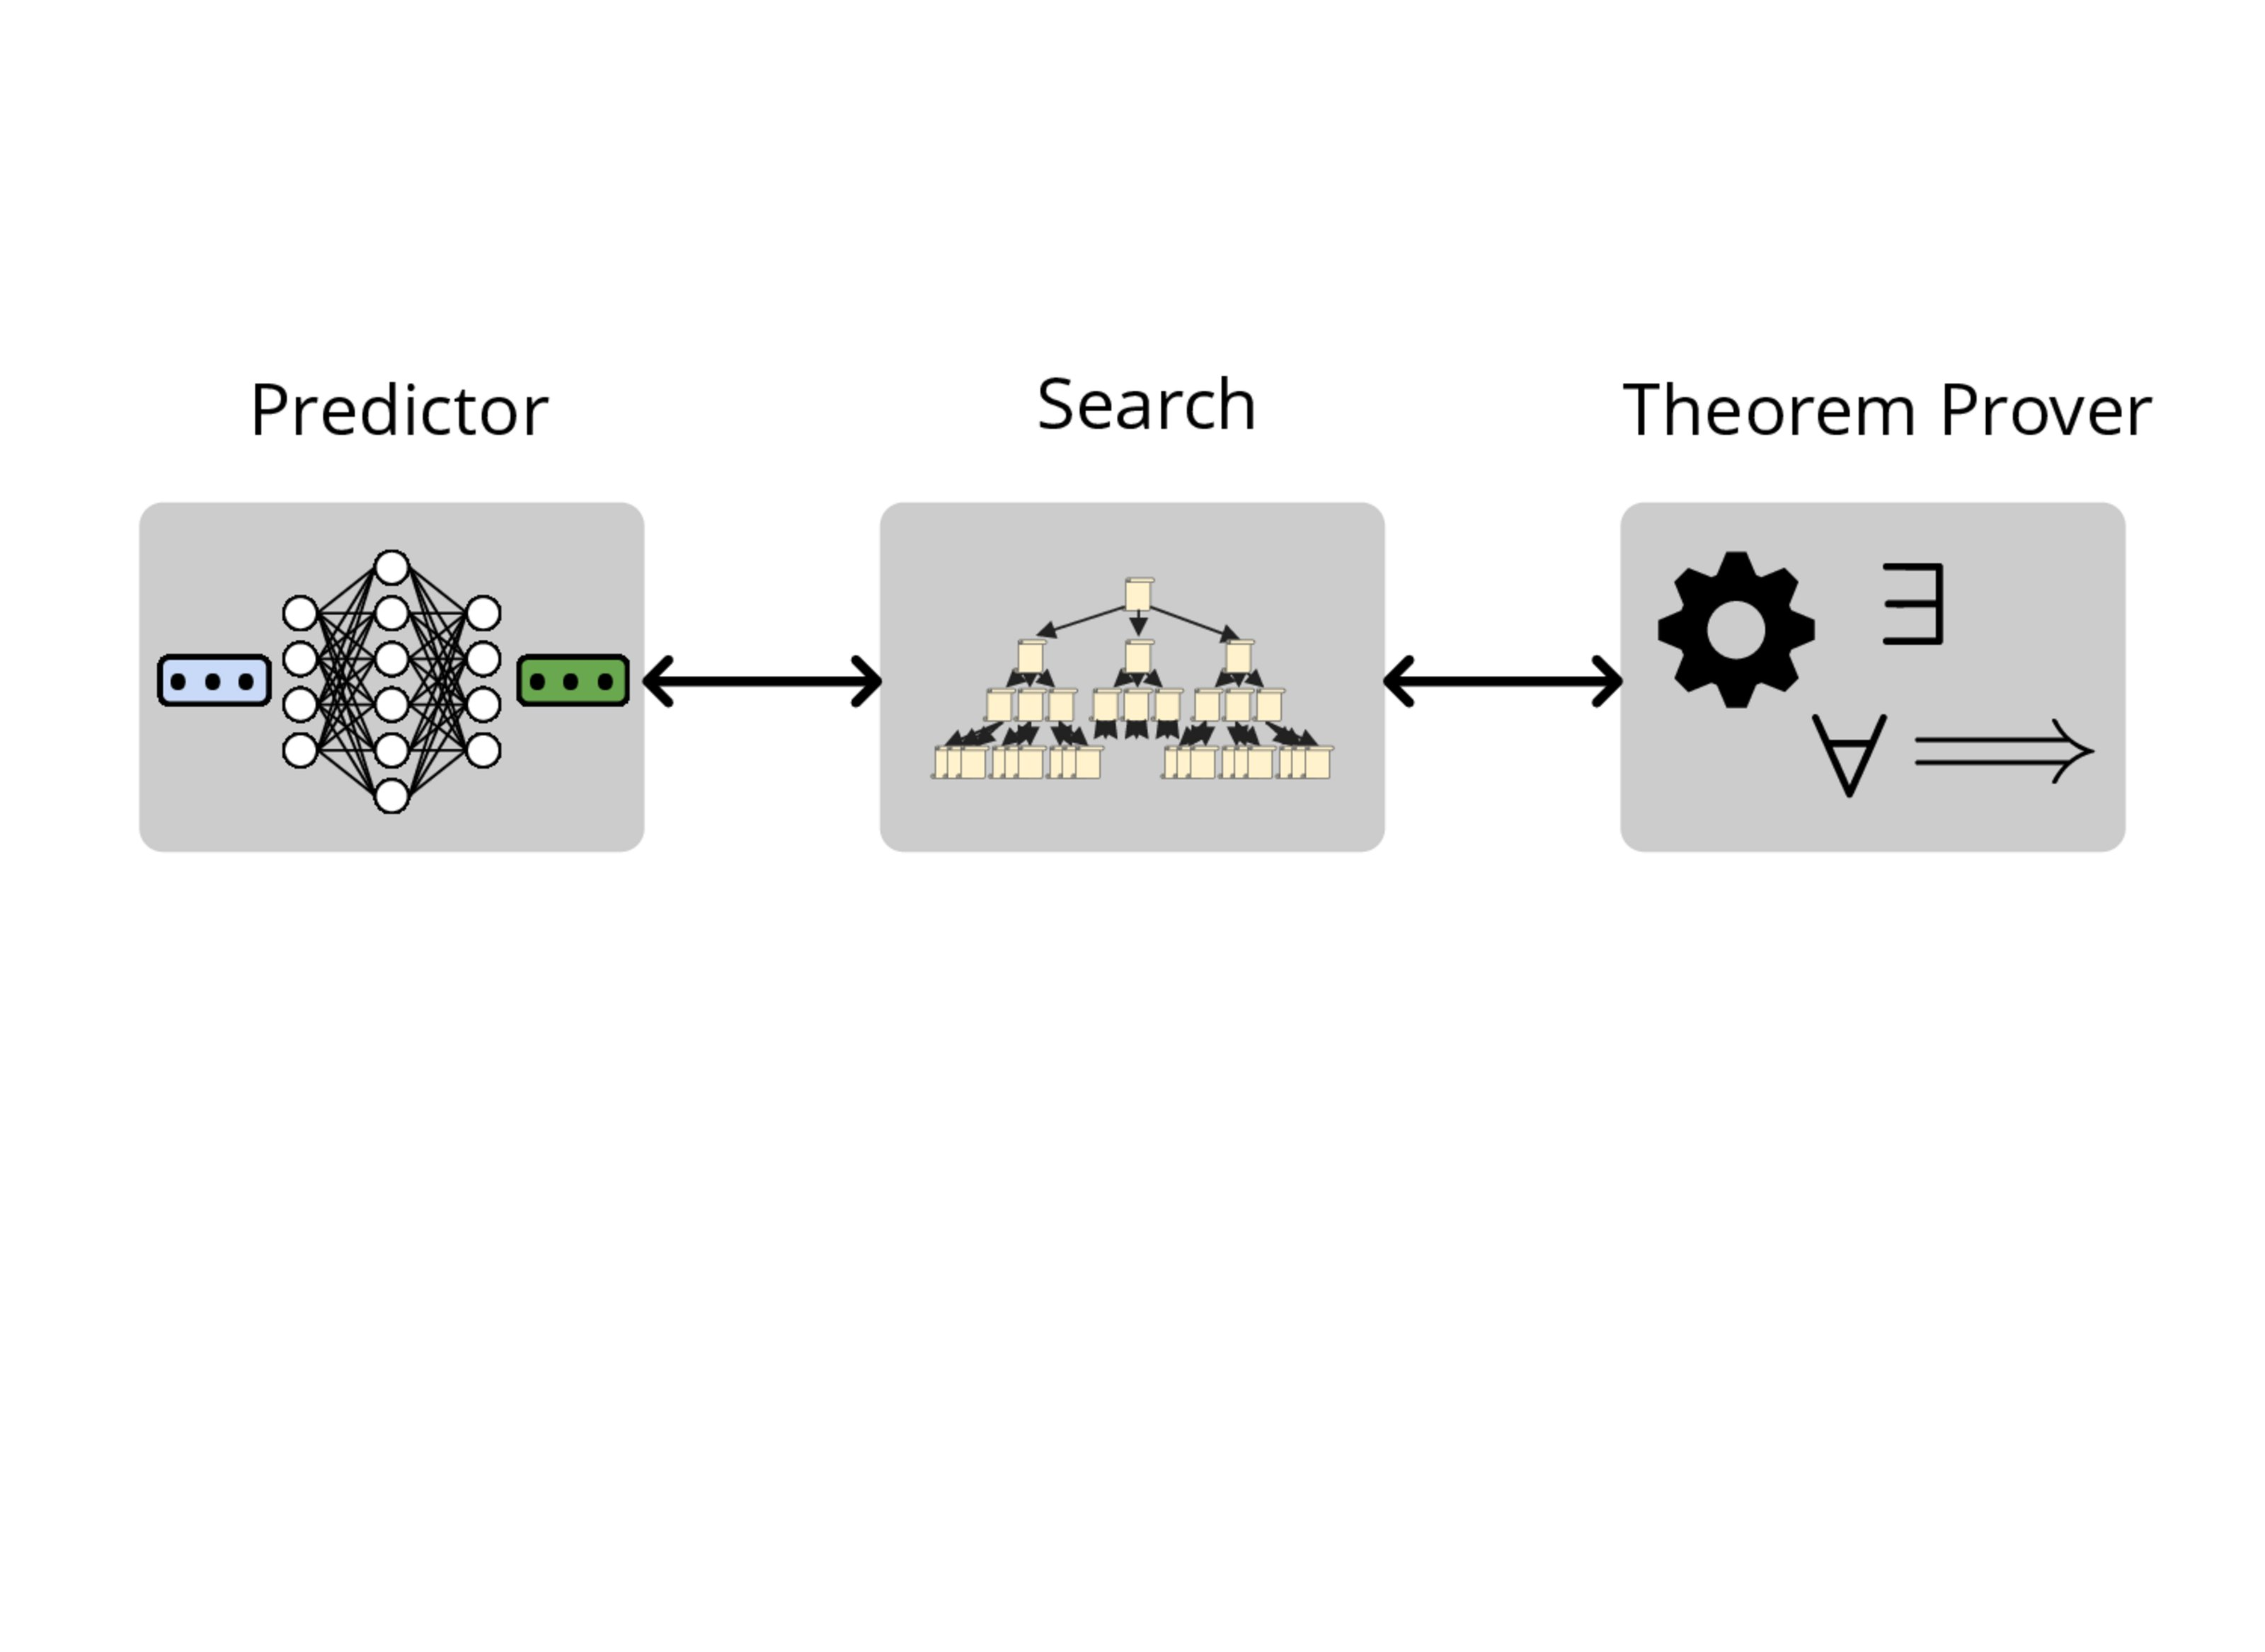 Predictor
Search
Theorem Prover
∃
∀ ⟹